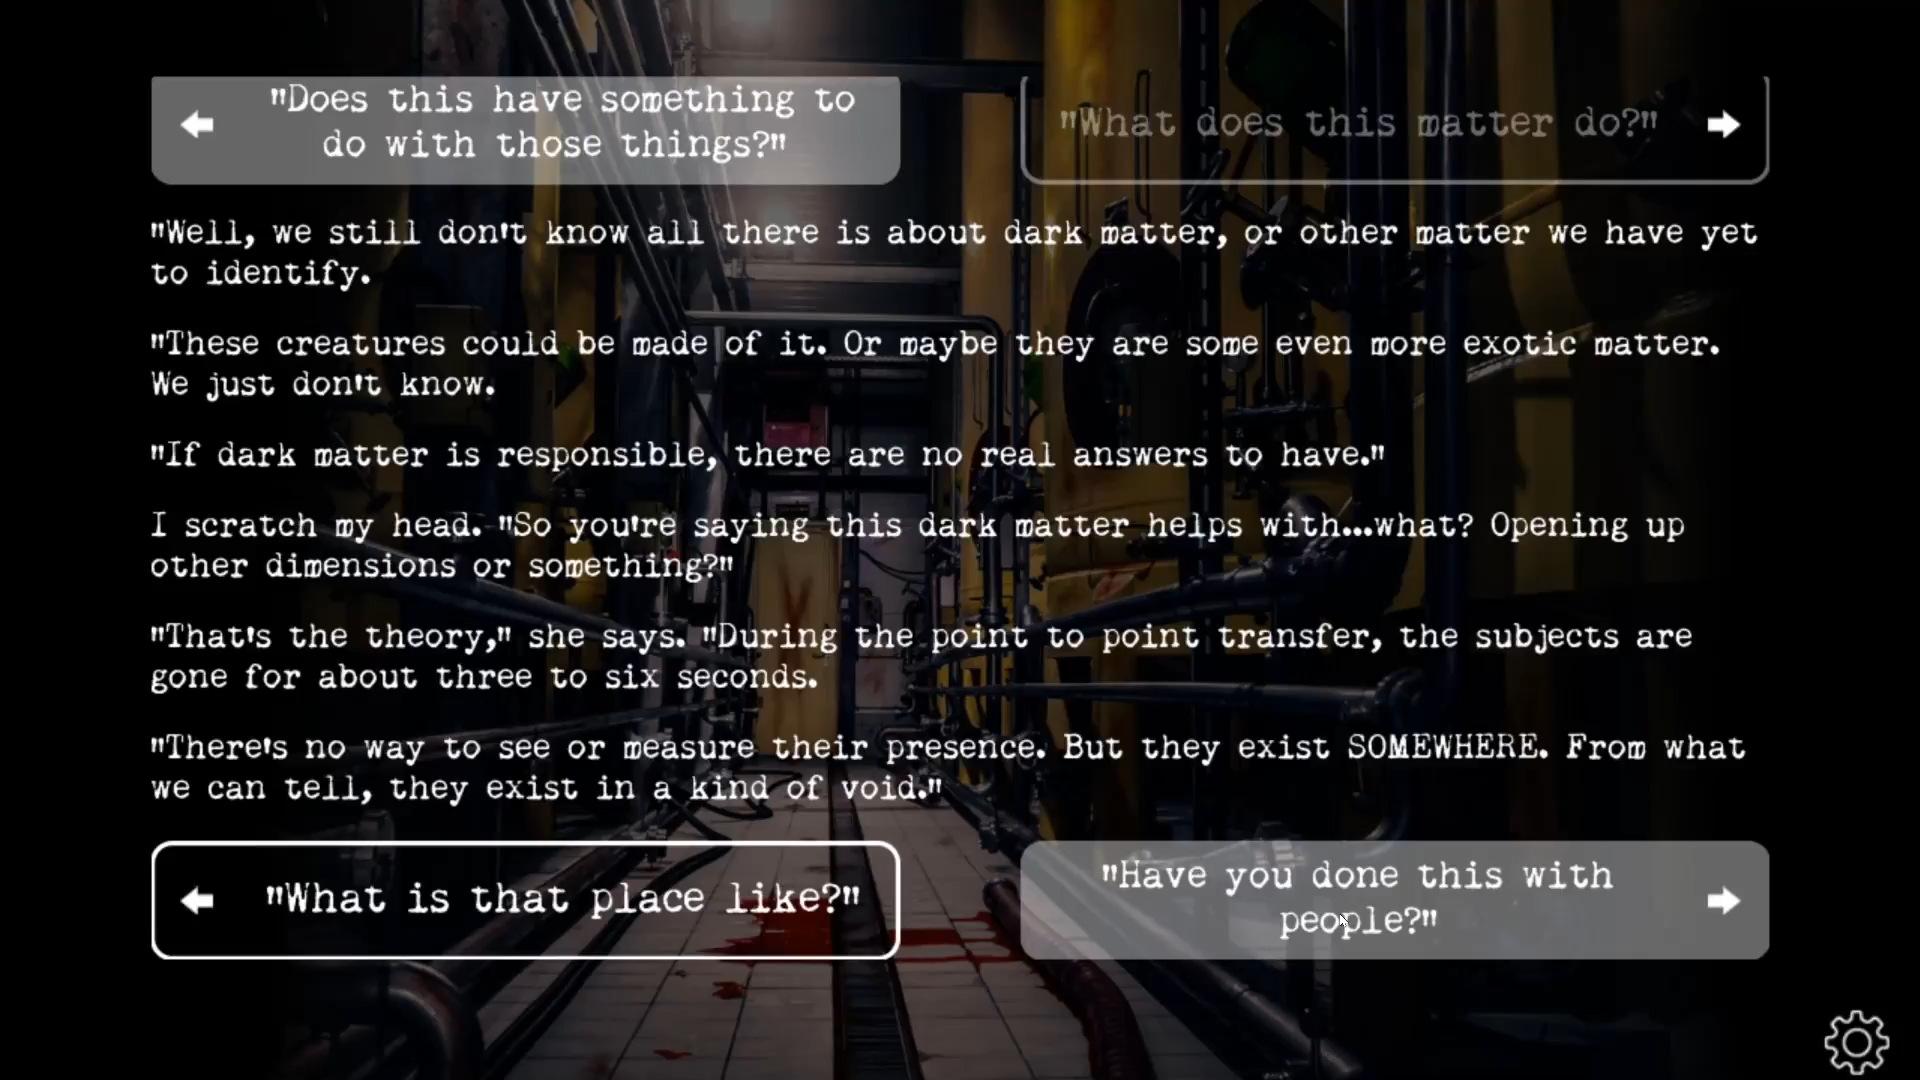 "Does this have something to
do with those things?"
"What does this matter do?"
"Well, we still don't know all there is about dark matter, or other matter we have yet
to identify.
"These creatures could be made of it. Or maybe they are some even more exotic matter.
We just don't know.
"If dark matter is responsible, there are no real answers to have."
I scratch my head. "So you're saying this dark matter helps with...what? Opening up
other dimensions or something?"
"That's the theory," she says. "During the point to point transfer, the subjects are
gone for about three to six seconds.
"There's no way to see or measure their presence. But they exist SOMEWHERE. From what
we can tell, they exist in a kind of void."
"What is that place like?"
"Have you done this with
people?"